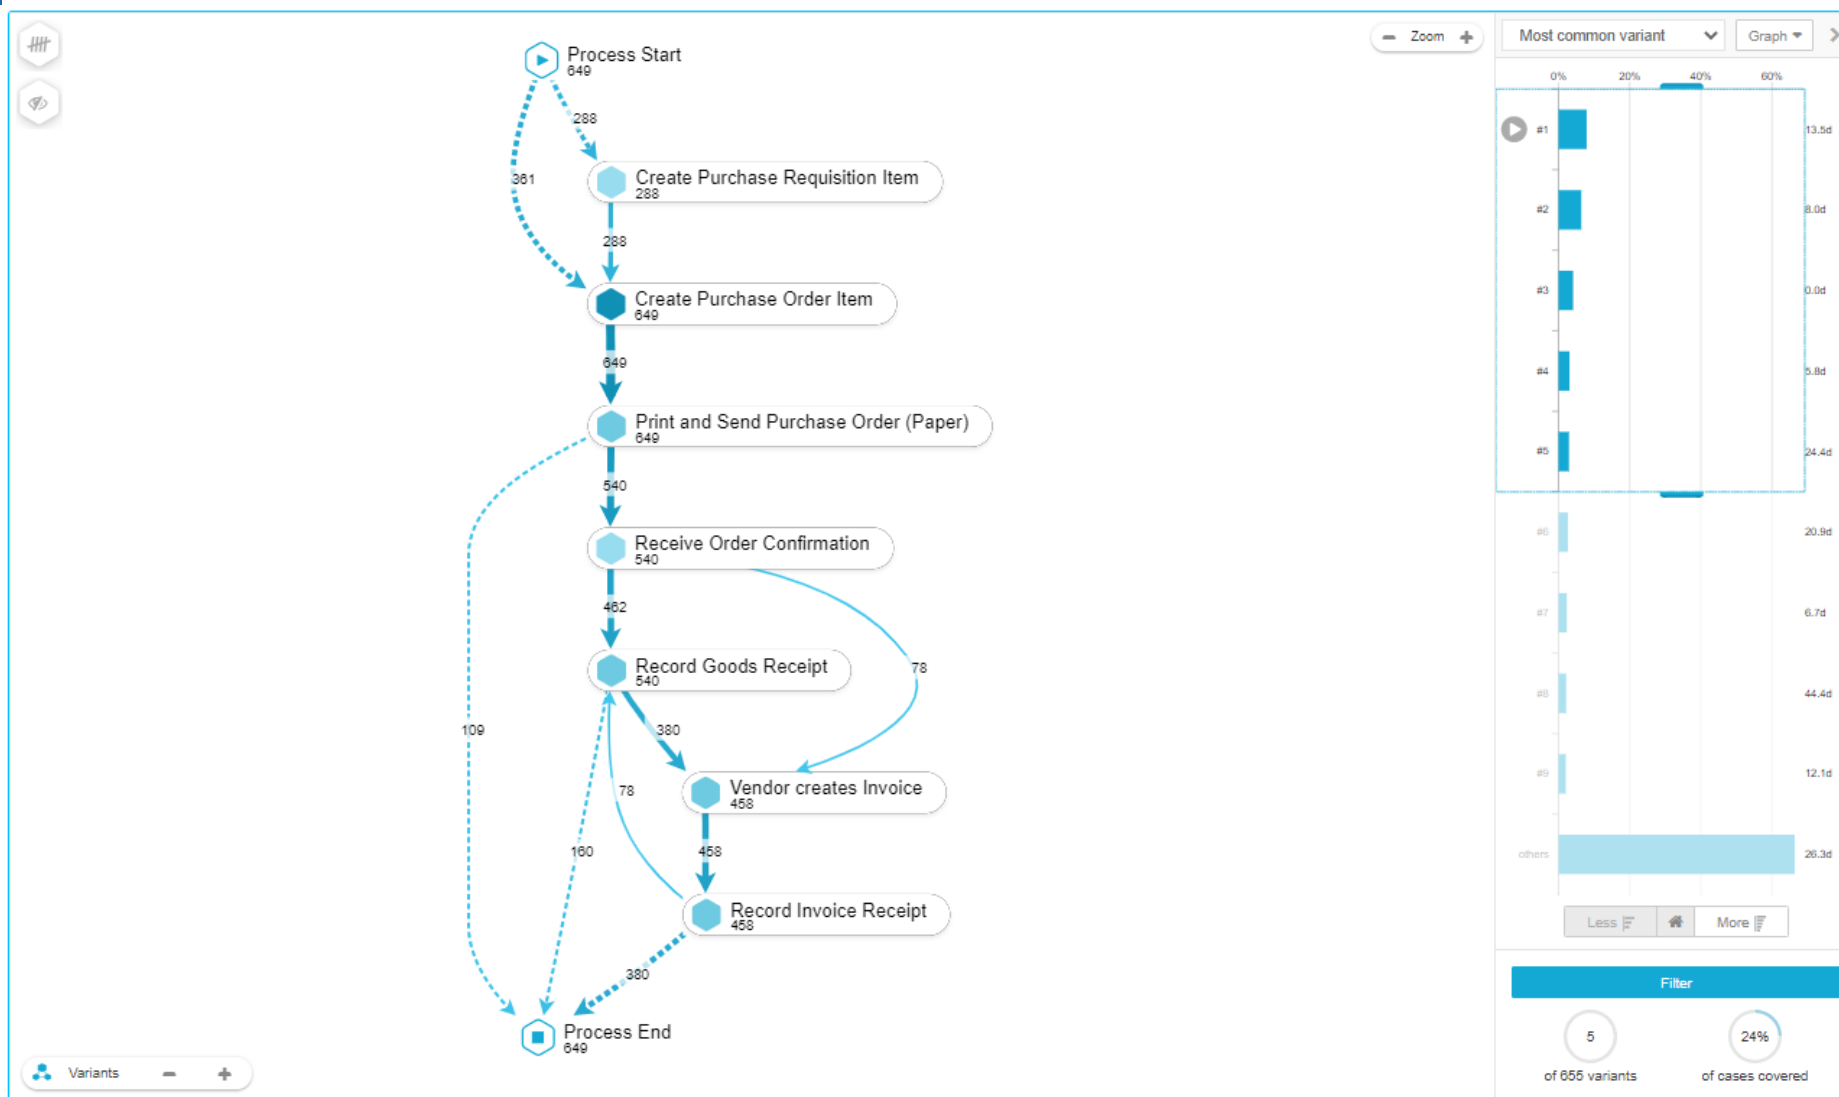 Process Start
649
288
361
Create Purchase Requisition Item
288
288
Create Purchase Order Item
649
649
Print and Send Purchase Order (Paper)
649
540
Receive Order Confirmation
540
462
78
Record Goods Receipt
540
109
380
78
Vendor creates Invoice
458
160
458
Record Invoice Receipt
458
380
Process End
649
Variants
Zoom
Most common variant
Graph
0% 20% 40% 60%
#1 13.5d
#2 8.0d
#3 0.0d
#4 5.8d
#5 24.4d
#6 20.9d
#7 6.7d
#8 44.4d
#9 12.1d
others 26.3d
Less More
Filter
5 24%
of 655 variants of cases covered